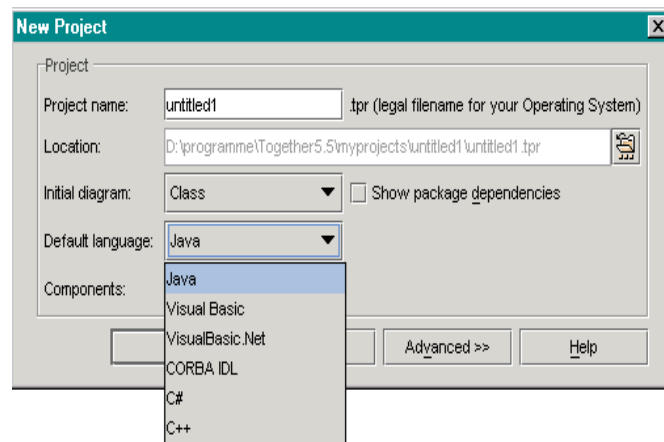 New Project
Project
Project name: untitled1 .tpr (legal filename for your Operating System)
Location: D:\programme\Together5.5\myprojects\untitled1\untitled1.tpr
Initial diagram: Class Show package dependencies
Default language: Java
Java
Components:
Visual Basic
VisualBasic.Net
Advanced >> Help
CORBA IDL
C#
C++